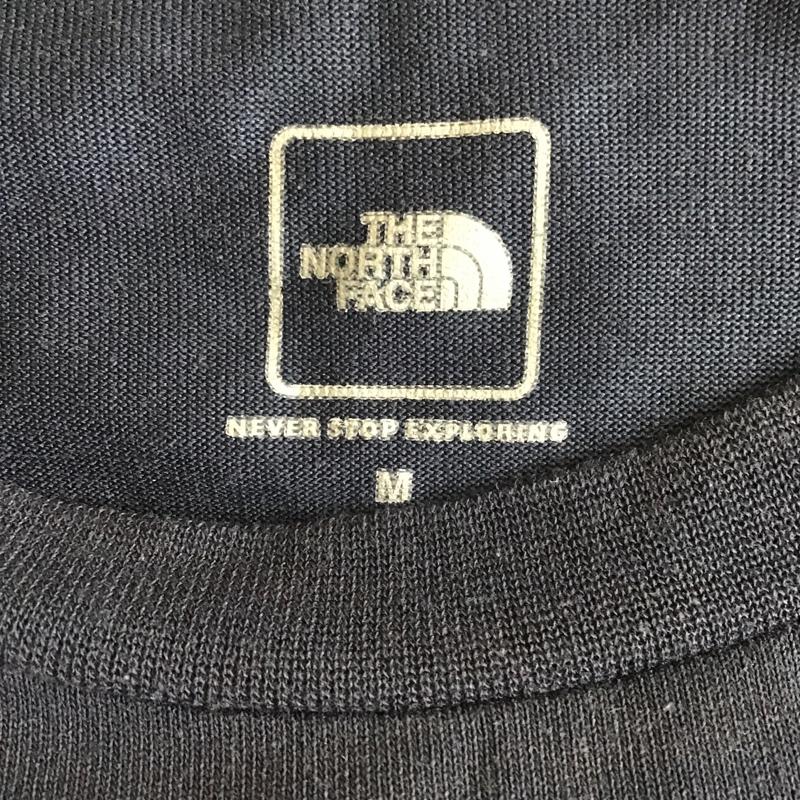 THE
NORTH
FACE
NEVER STOP EXPLORING
M